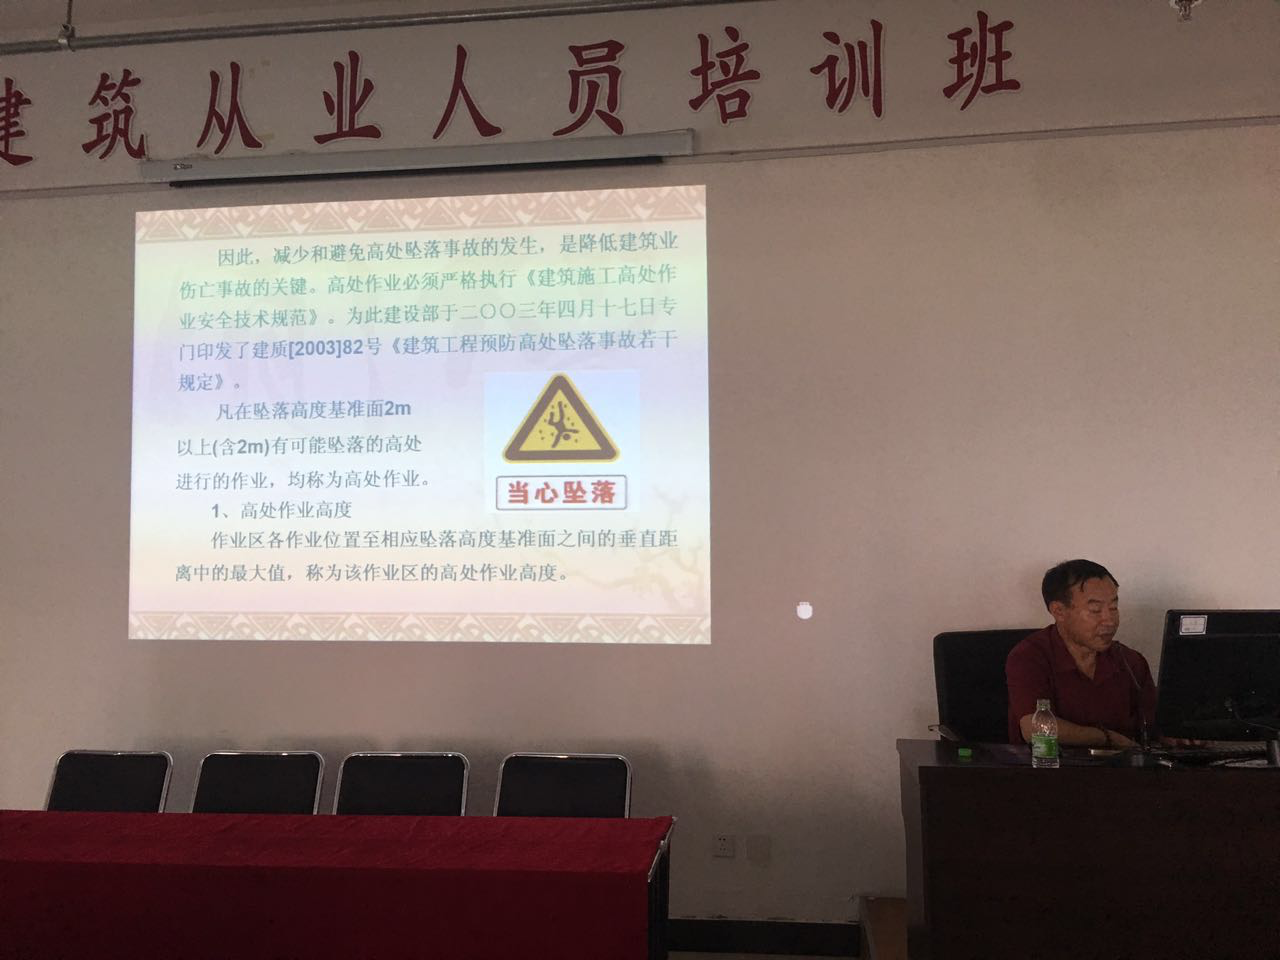 建筑从业人员培训班
因此，减少和避免高处坠落事故的发生，是降低建筑业
伤亡事故的关键。高处作业必须严格执行《建筑施工高处作
业安全技术规范》。为此建设部于二〇〇三年四月十七日专
门印发了建质[2003]82号《建筑工程预防高处坠落事故若干
规定》。
凡在坠落高度基准面2m
以上(含2m)有可能坠落的高处
进行的作业，均称为高处作业。
当心坠落
1、高处作业高度
作业区各作业位置至相应坠落高度基准面之间的垂直距
离中的最大值，称为该作业区的高处作业高度。